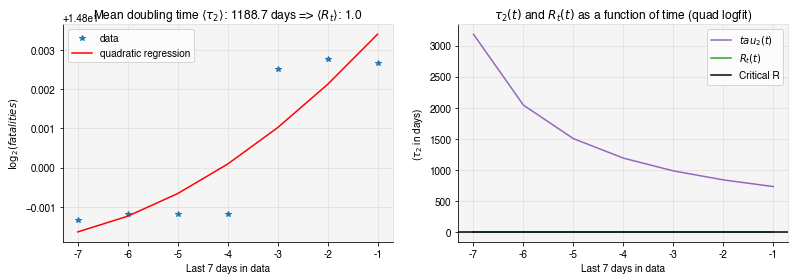 Mean doubling time ⟨τ₂⟩: 1188.7 days => ⟨Rₜ⟩: 1.0
+1.48e1
data
quadratic regression
0.003
0.002
0.001
0.000
−0.001
log₂(fatalities)
-7 -6 -5 -4 -3 -2 -1
Last 7 days in data
τ₂(t) and Rₜ(t) as a function of time (quad logfit)
tau₂(t)
Rₜ(t)
Critical R
3000
2500
2000
1500
1000
500
0
(τ₂ in days)
-7 -6 -5 -4 -3 -2 -1
Last 7 days in data